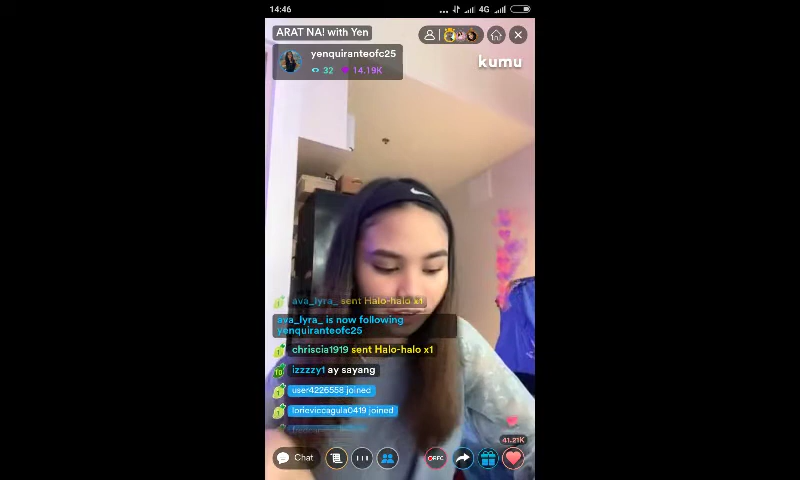 14:46
4G
ARAT NA! with Yen
yenquiranteofc25
32
14.19K
kumu
ava_lyra_ sent Halo-halo x1
ava_lyra_ is now following
yenquiranteofc25
chriscia1919 sent Halo-halo x1
izzzzy1 ay sayang
user4226558 joined
lorieviccagula0419 joined
41.21K
Chat